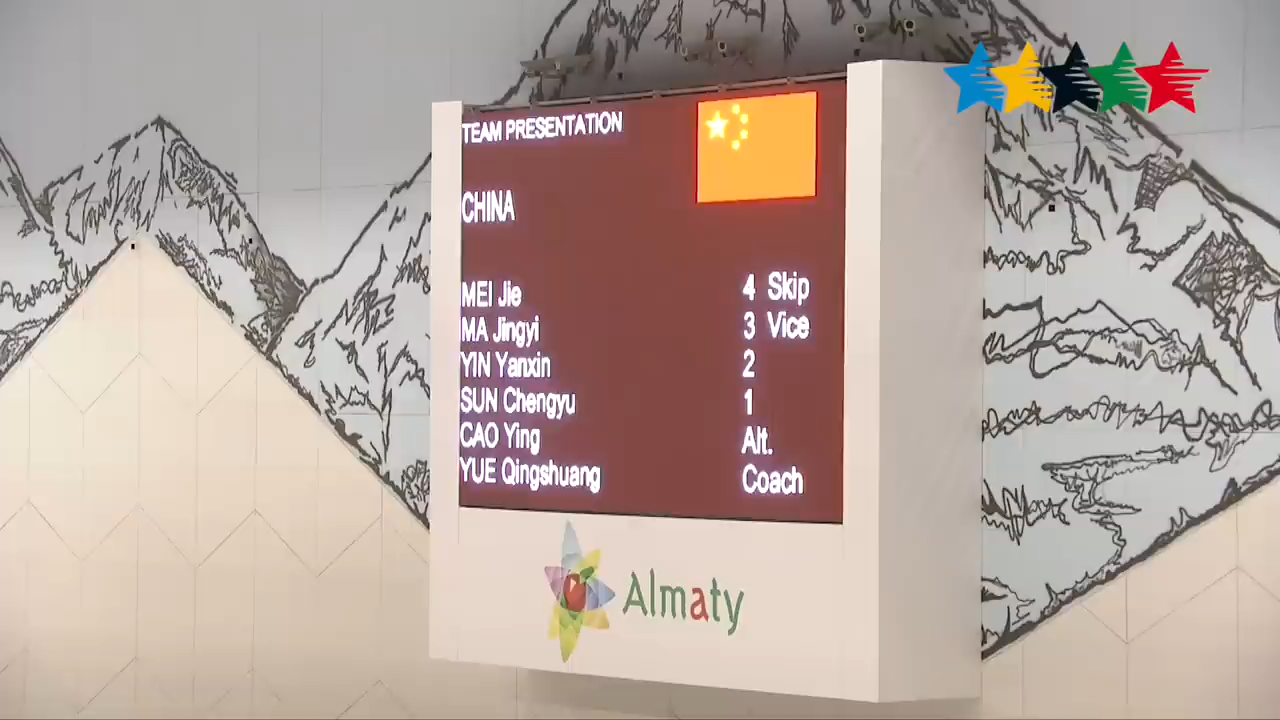 TEAM PRESENTATION
CHINA
MEI Jie 4 Skip
MA Jingyi 3 Vice
YIN Yanxin 2
SUN Chengyu 1
CAO Ying Alt.
YUE Qingshuang Coach
Almaty